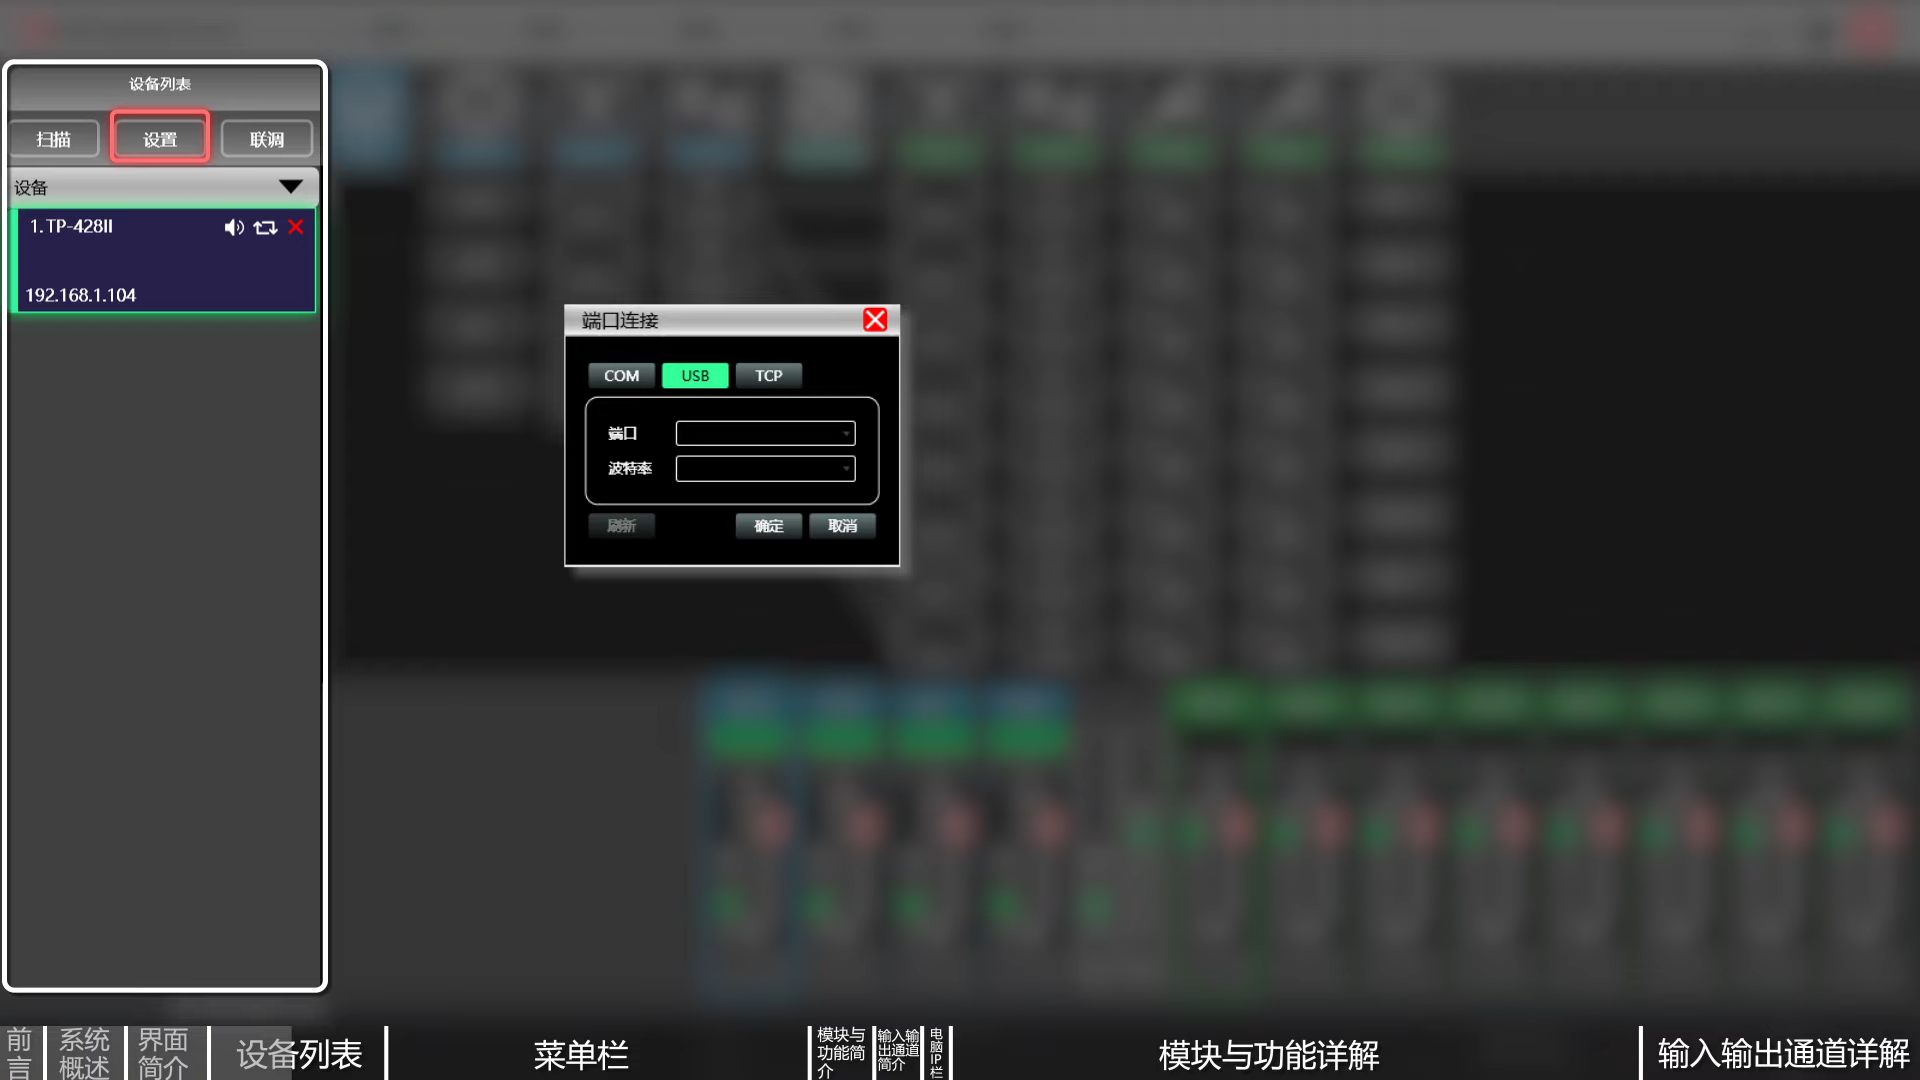 设备列表
扫描
设置
联调
设备
1.TP-428II
192.168.1.104
端口连接
COM
USB
TCP
端口
波特率
刷新
确定
取消
前言
系统
概述
界面
简介
设备列表
菜单栏
模块与
功能简
介
输入输
出通道
简介
电脑IP栏
模块与功能详解
输入输出通道详解